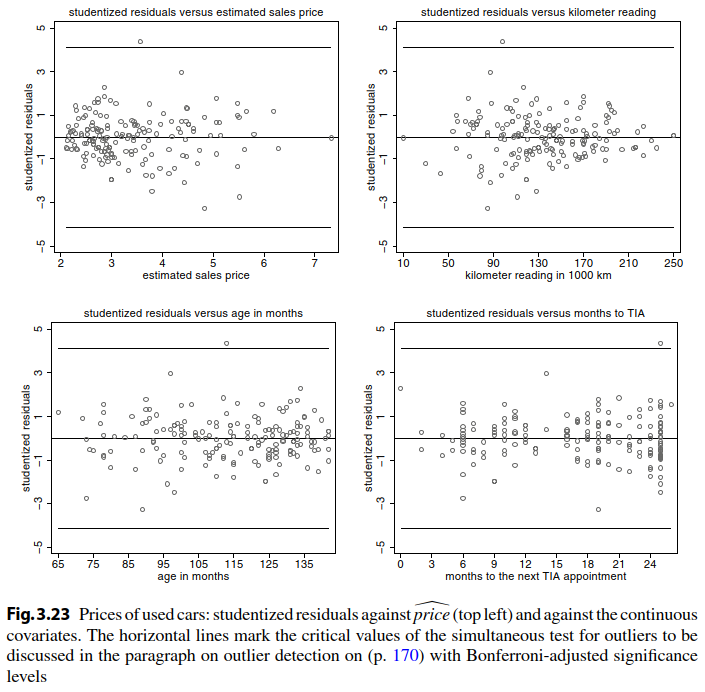 studentized residuals versus estimated sales price
studentized residuals
5
3
1
−1
−3
−5
2 3 4 5 6 7
estimated sales price
studentized residuals versus kilometer reading
studentized residuals
5
3
1
−1
−3
−5
10 50 90 130 170 210 250
kilometer reading in 1000 km
studentized residuals versus age in months
studentized residuals
5
3
1
−1
−3
−5
65 75 85 95 105 115 125 135
age in months
studentized residuals versus months to TIA
studentized residuals
5
3
1
−1
−3
−5
0 3 6 9 12 15 18 21 24
months to the next TIA appointment
Fig. 3.23 Prices of used cars: studentized residuals against price (top left) and against the continuous
covariates. The horizontal lines mark the critical values of the simultaneous test for outliers to be
discussed in the paragraph on outlier detection on (p. 170) with Bonferroni-adjusted significance
levels